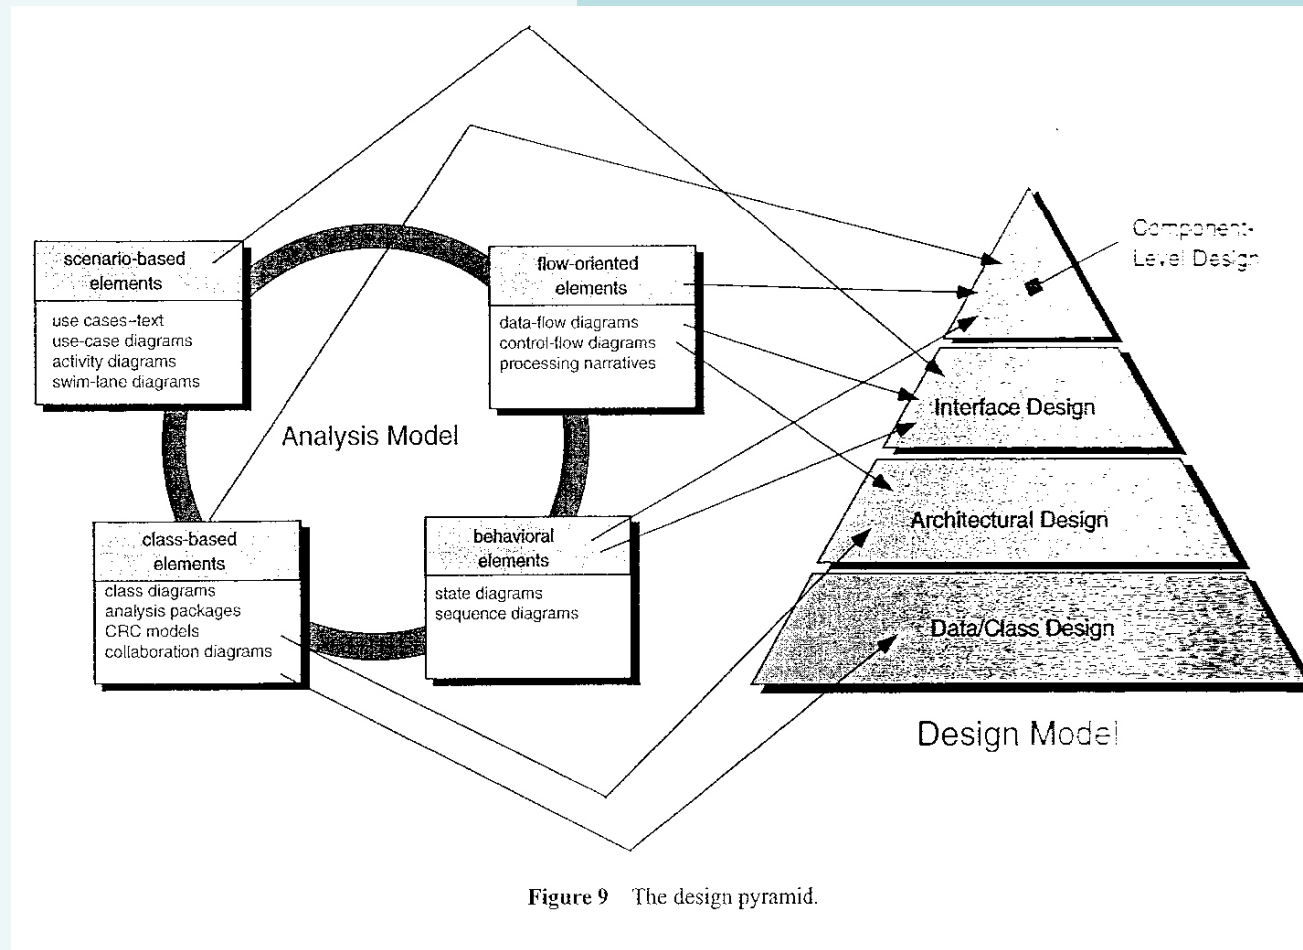 scenario-based
elements
use cases-text
use-case diagrams
activity diagrams
swim-lane diagrams
flow-oriented
elements
data-flow diagrams
control-flow diagrams
processing narratives
Analysis Model
class-based
elements
class diagrams
analysis packages
CRC models
collaboration diagrams
behavioral
elements
state diagrams
sequence diagrams
Component-
Level Design
Interface Design
Architectural Design
Data/Class Design
Design Model
Figure 9 The design pyramid.